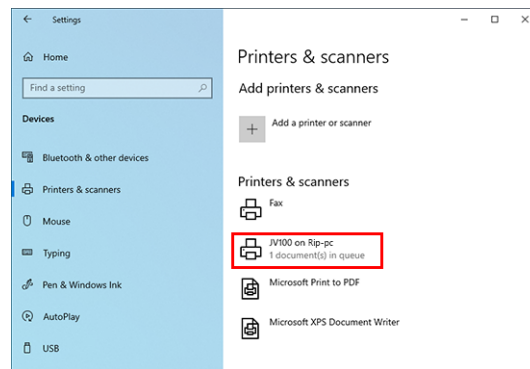 Settings
Home
Find a setting
Devices
Bluetooth & other devices
Printers & scanners
Mouse
Typing
Pen & Windows Ink
AutoPlay
USB
Printers & scanners
Add printers & scanners
Add a printer or scanner
Printers & scanners
Fax
JV100 on Rip-pc
1 document(s) in queue
Microsoft Print to PDF
Microsoft XPS Document Writer